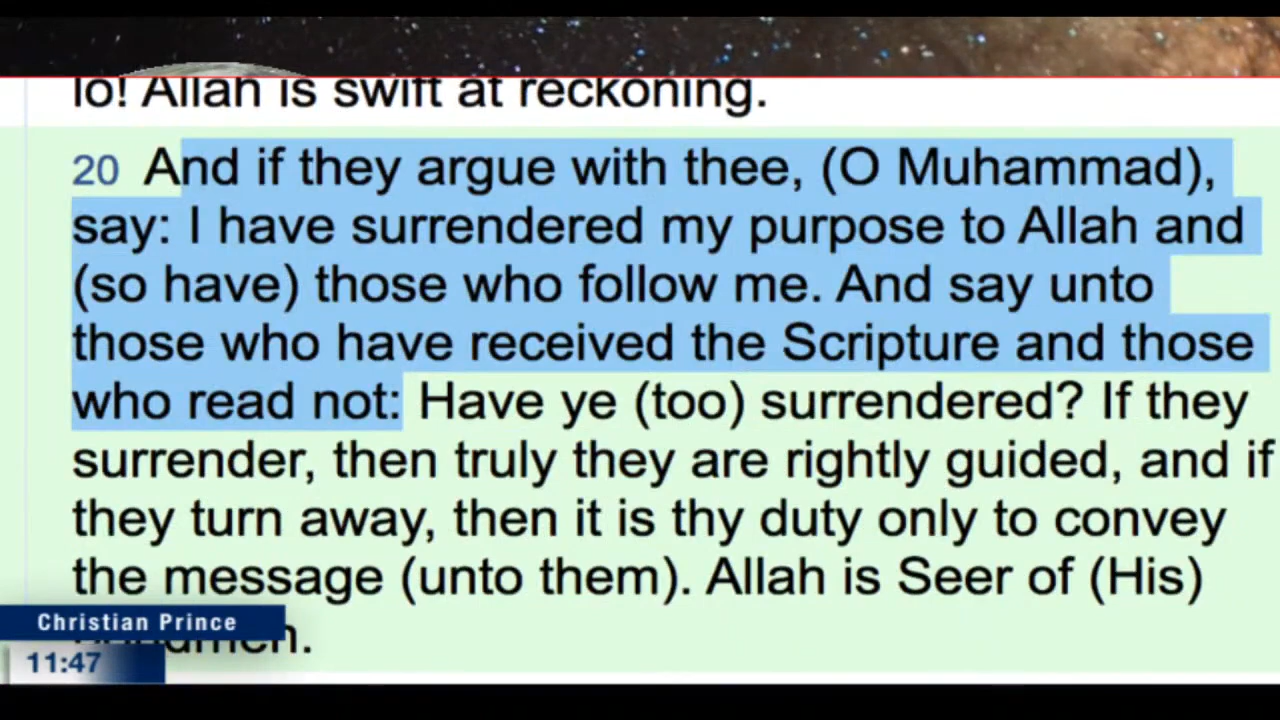 lo! Allah is swift at reckoning.
20 And if they argue with thee, (O Muhammad),
say: I have surrendered my purpose to Allah and
(so have) those who follow me. And say unto
those who have received the Scripture and those
who read not: Have ye (too) surrendered? If they
surrender, then truly they are rightly guided, and if
they turn away, then it is thy duty only to convey
the message (unto them). Allah is Seer of (His)
Christian Prince
11:47